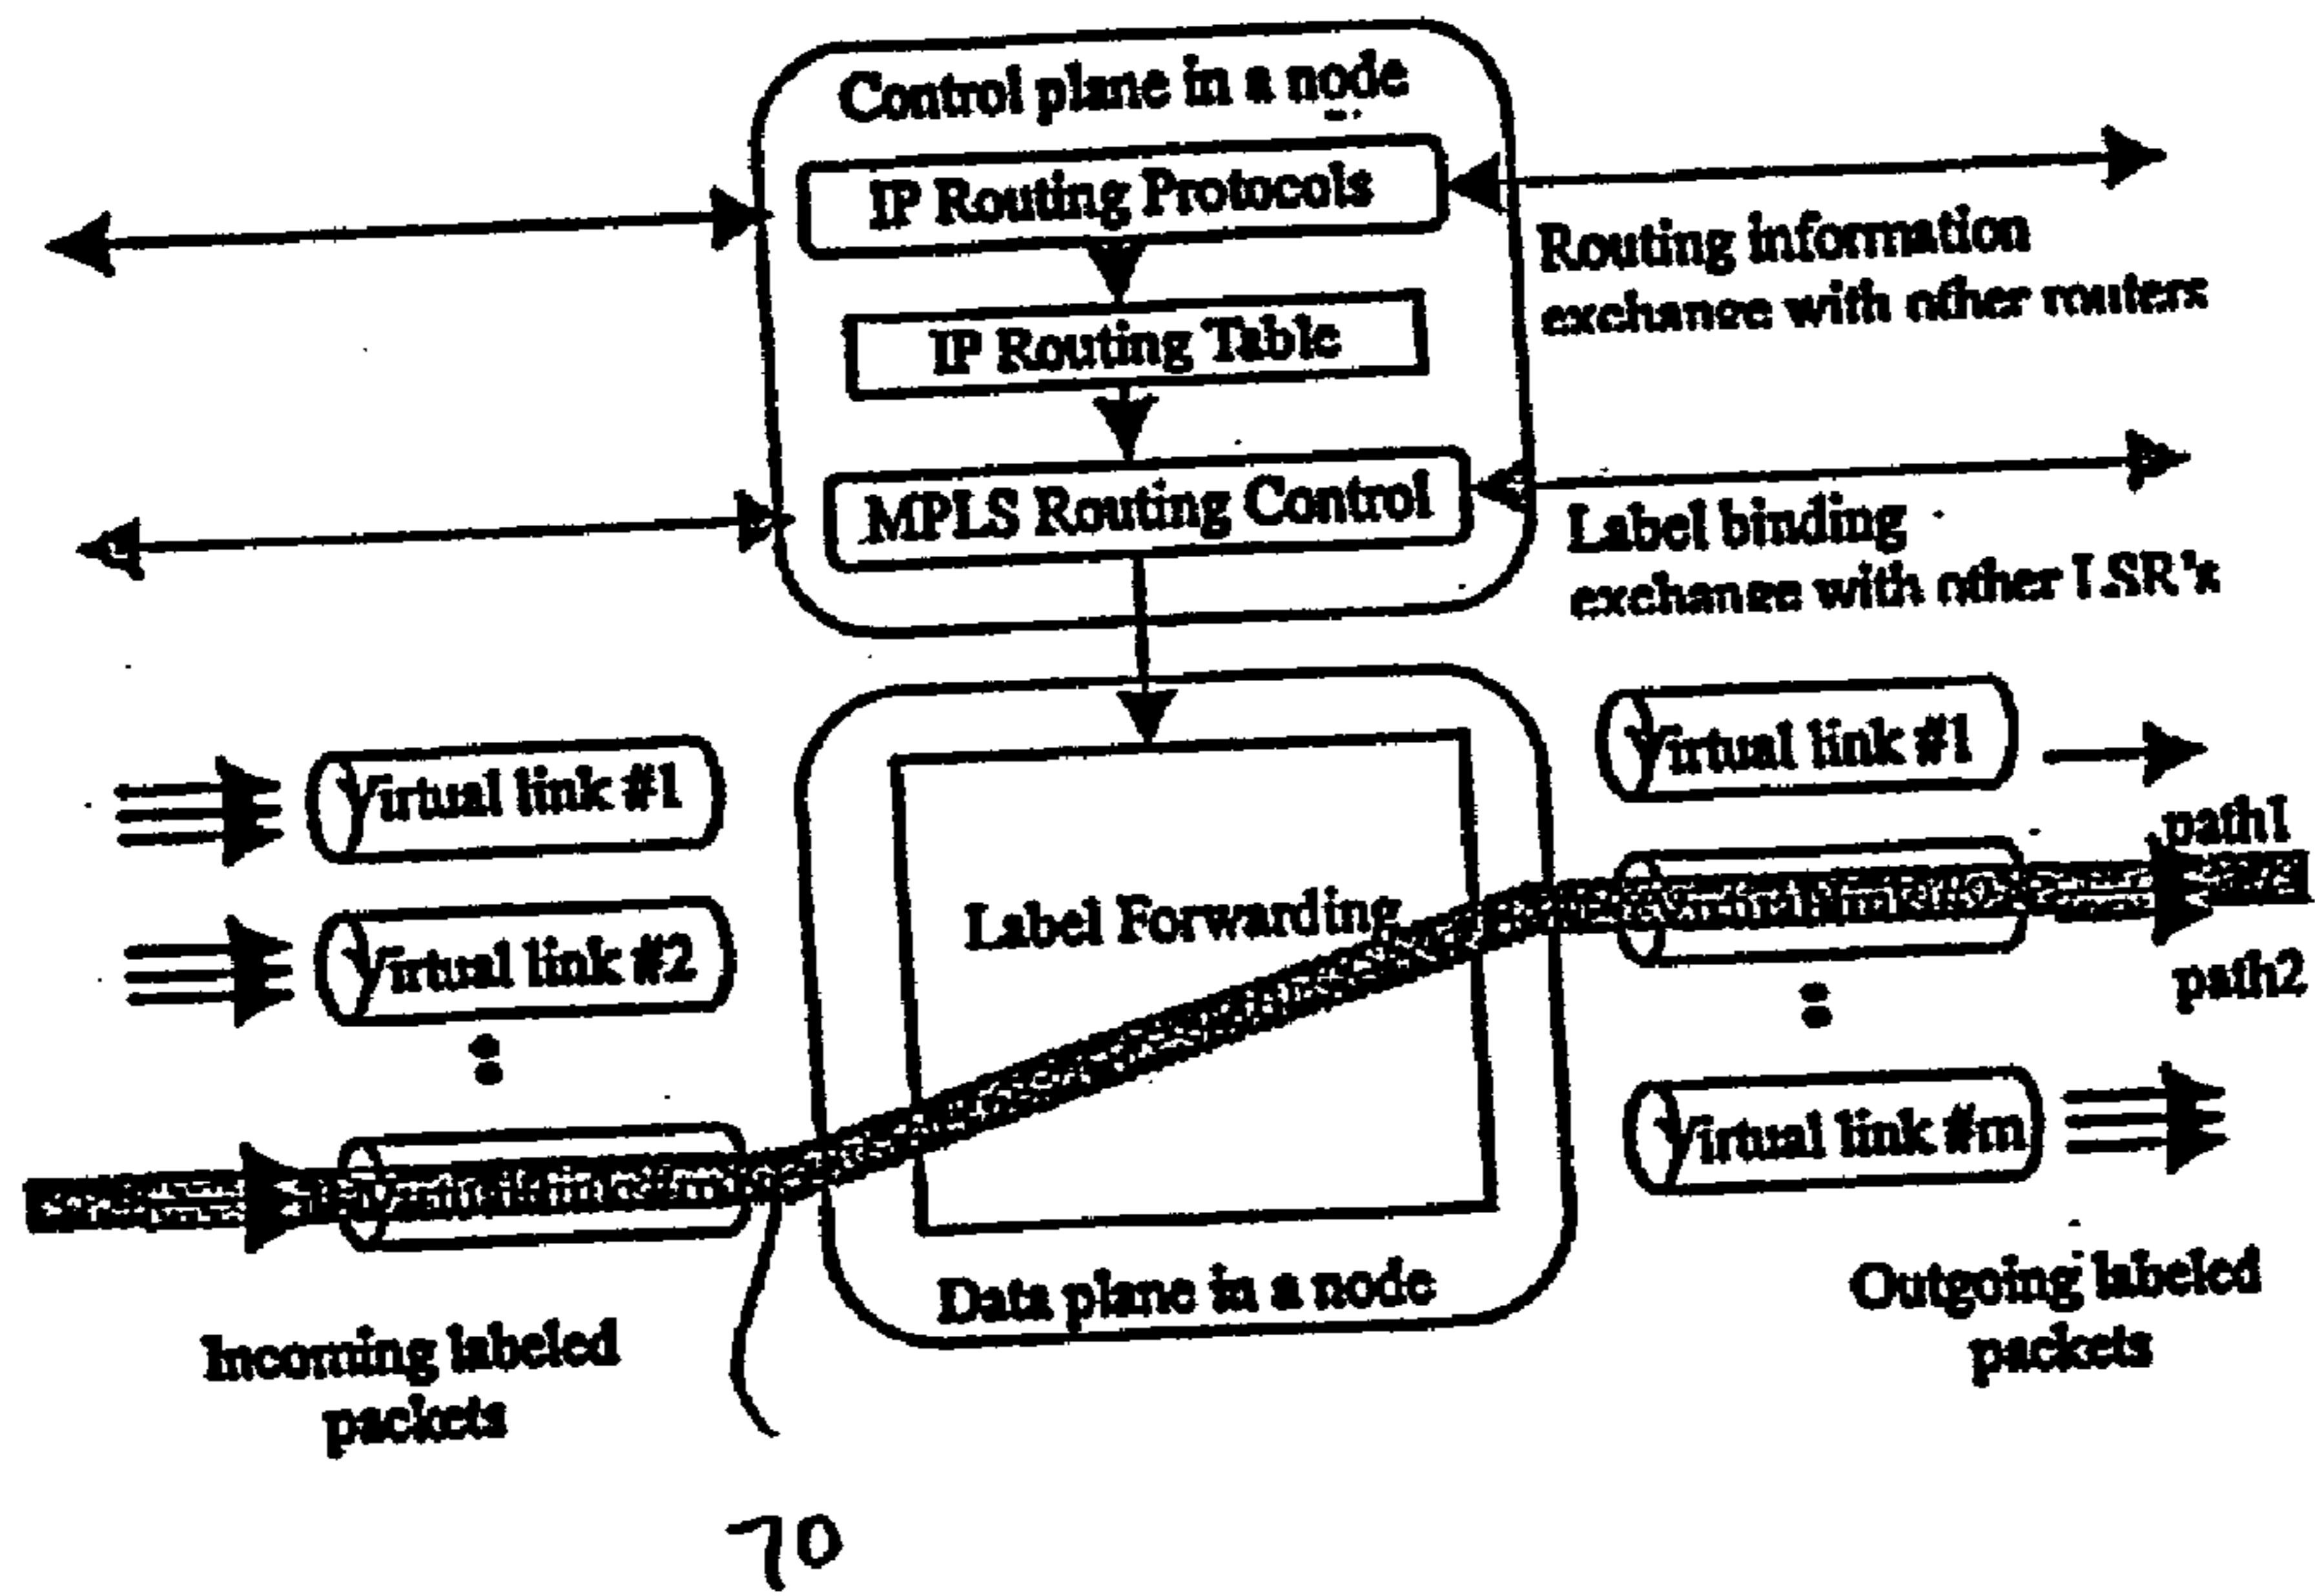 Control plane in a node
IP Routing Protocols
Routing information
exchange with other routers
IP Routing Table
MPLS Routing Control
Label binding
exchange with other LSR's
Virtual link #1
Virtual link #1
path1
Virtual link #2
Label Forwarding
path2
Virtual link #m
Data plane in a node
Outgoing labeled
packets
Incoming labeled
packets
70